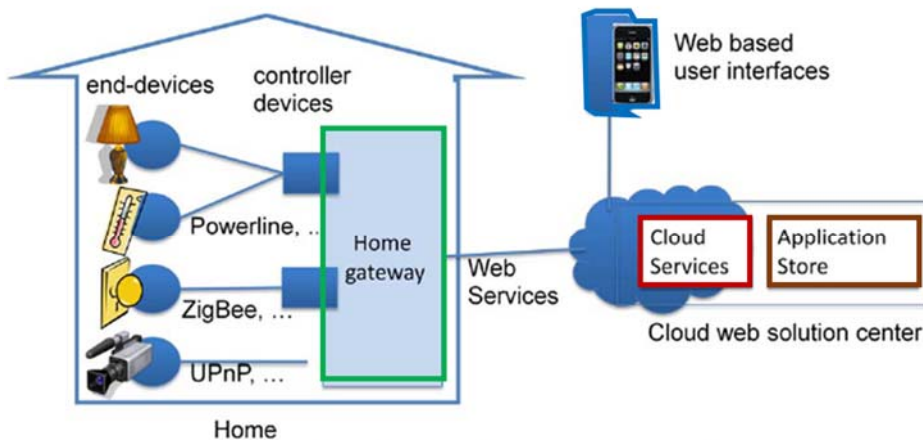 end-devices
controller
devices
Powerline, ..
ZigBee, ...
UPnP, ...
Home
gateway
Home
Web
Services
Web based
user interfaces
Cloud
Services
Application
Store
Cloud web solution center